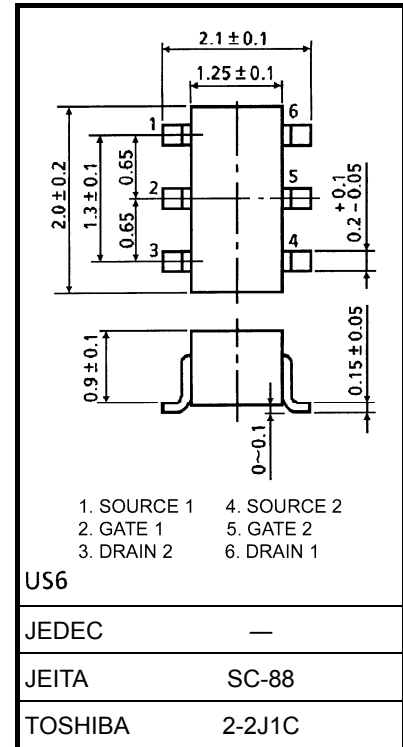 2.1±0.1
1.25±0.1
1
6
2
5
3
4
2.0±0.2
1.3±0.1
0.65
0.65
+0.1
0.2-0.05
0.9±0.1
0.15±0.05
0~0.1
1. SOURCE 1 4. SOURCE 2
2. GATE 1 5. GATE 2
3. DRAIN 2 6. DRAIN 1
US6
JEDEC —
JEITA SC-88
TOSHIBA 2-2J1C